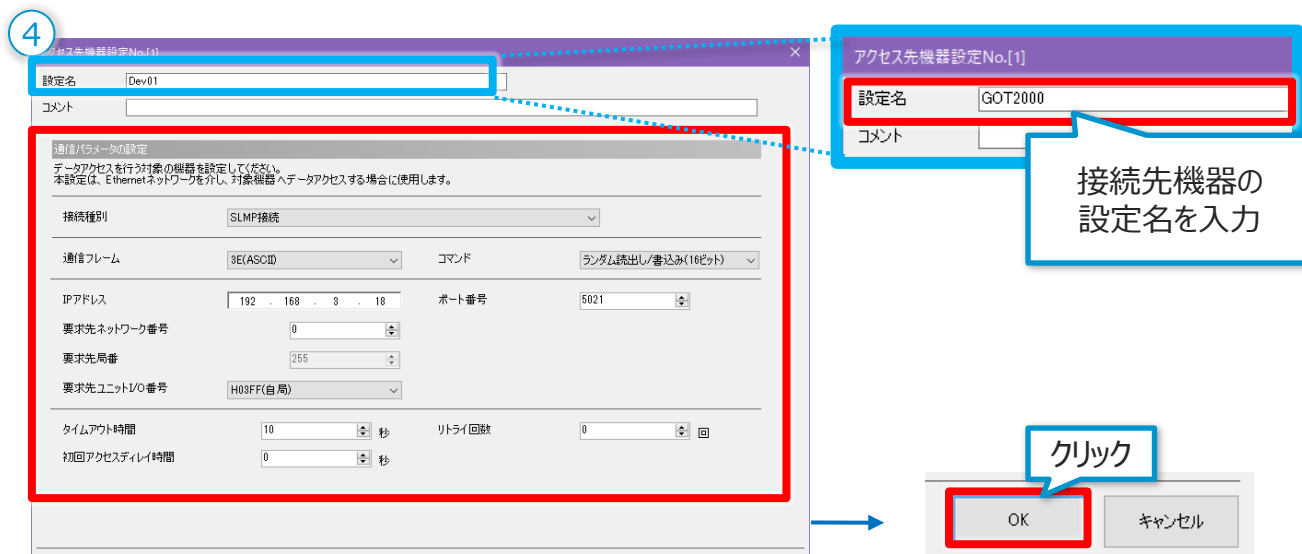 ④
アクセス先機器設定No.[1]
×
設定名 Dev01
コメント
通信パラメータの設定
データアクセスを行う対象の機器を設定してください。
本設定は、Ethernetネットワークを介し、対象機器へデータアクセスする場合に使用します。
接続種別 SLMP接続
通信フレーム 3E(ASCII) コマンド ランダム読出し/書込み(16ビット)
IPアドレス 192 . 168 . 3 . 18 ポート番号 5021
要求先ネットワーク番号 0
要求先局番 255
要求先ユニットI/O番号 H03FF(自局)
タイムアウト時間 10 秒 リトライ回数 0 回
初回アクセスディレイ時間 0 秒
アクセス先機器設定No.[1]
設定名 GOT2000
コメント
接続先機器の
設定名を入力
クリック
OK キャンセル